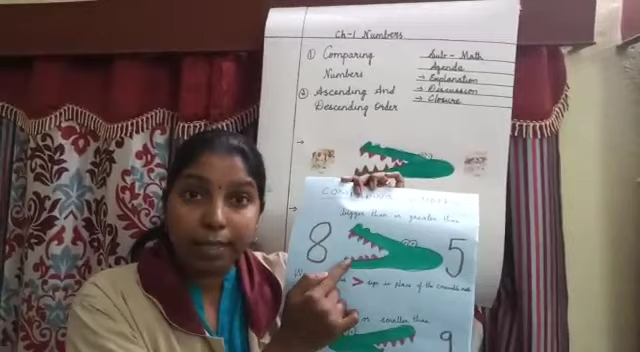 Ch-1 Numbers
① Comparing
Numbers
② Ascending And
Descending Order
Sub - Math
Agenda
→ Explanation
→ Discussion
→ Closure
bigger than or greater than
8 5
> sign in place of the crocodile
smaller than
9